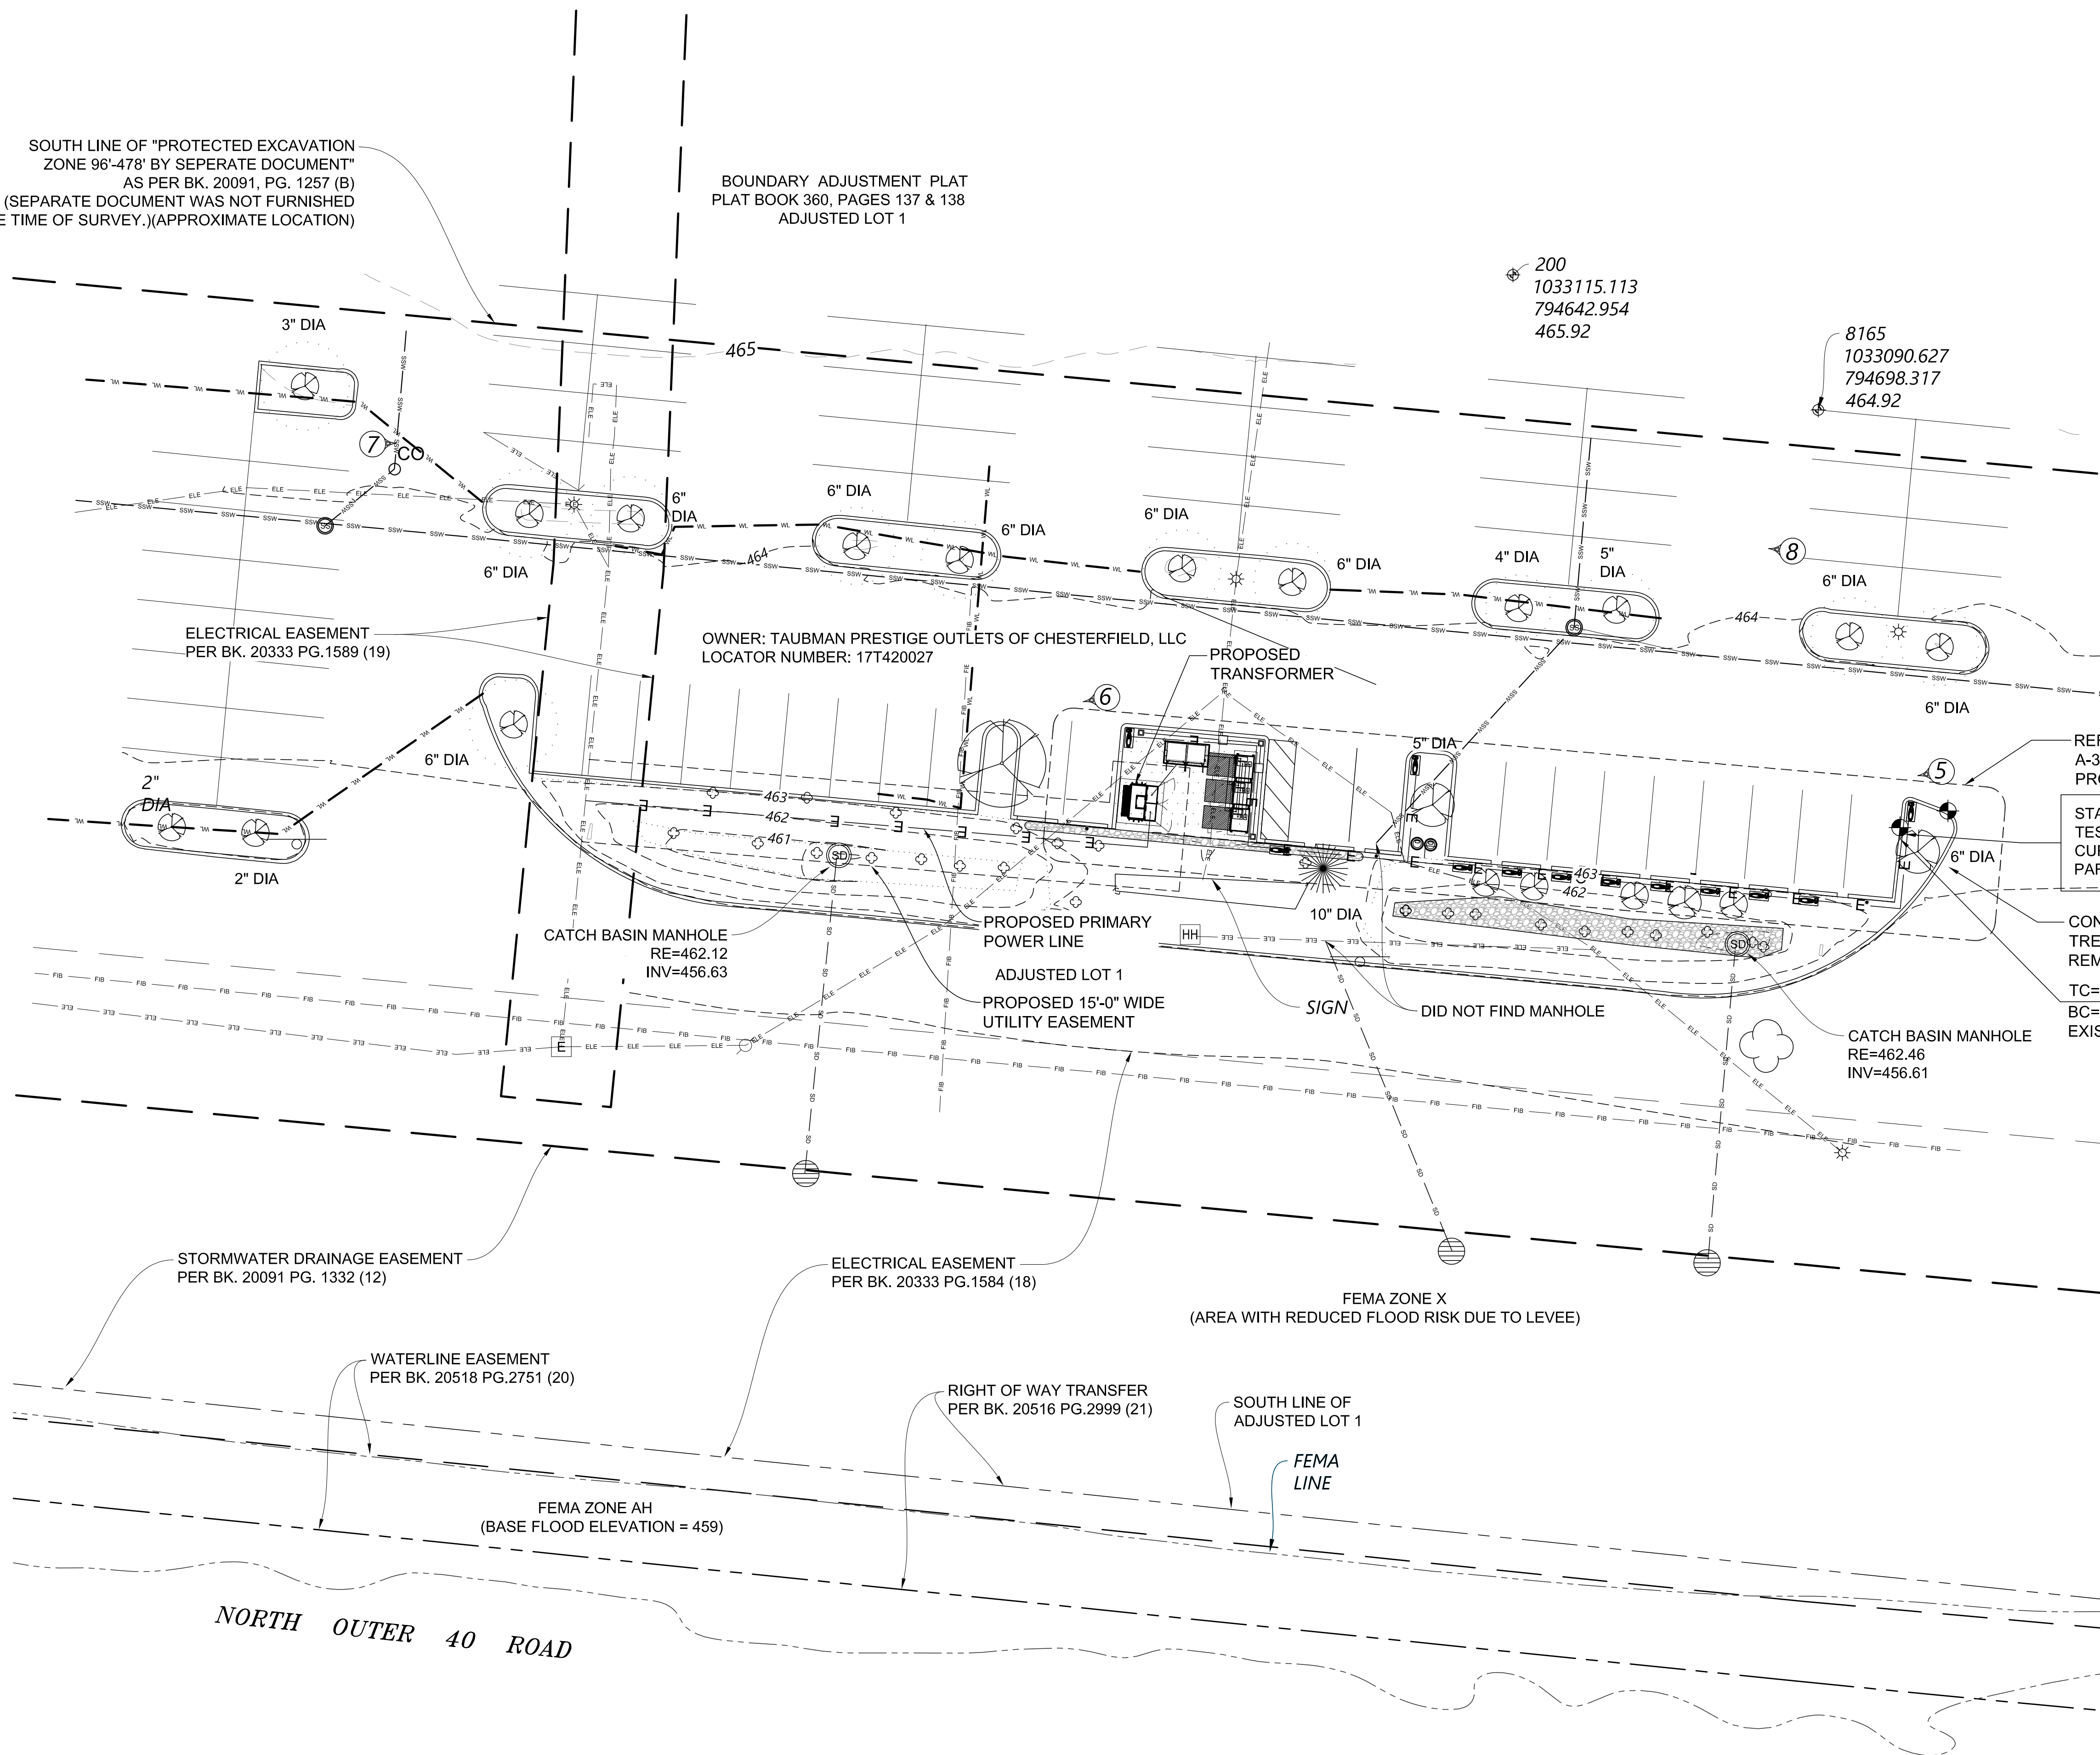 SOUTH LINE OF "PROTECTED EXCAVATION
ZONE 96'-478' BY SEPERATE DOCUMENT"
AS PER BK. 20091, PG. 1257 (B)
(SEPARATE DOCUMENT WAS NOT FURNISHED
TIME OF SURVEY.)(APPROXIMATE LOCATION)
BOUNDARY ADJUSTMENT PLAT
PLAT BOOK 360, PAGES 137 & 138
ADJUSTED LOT 1
200
1033115.113
794642.954
465.92
8165
1033090.627
794698.317
464.92
3" DIA
465
7
CO
SS
6"
DIA
6" DIA
6" DIA
6" DIA
6" DIA
6" DIA
464
4" DIA
5"
DIA
SS
8
6" DIA
464
6" DIA
ELECTRICAL EASEMENT
PER BK. 20333 PG.1589 (19)
OWNER: TAUBMAN PRESTIGE OUTLETS OF CHESTERFIELD, LLC
LOCATOR NUMBER: 17T420027
PROPOSED
TRANSFORMER
6
5" DIA
5
6" DIA
2"
DIA
2" DIA
463
462
461
SD
463
462
6" DIA
10" DIA
HH
SD
CATCH BASIN MANHOLE
RE=462.12
INV=456.63
PROPOSED PRIMARY
POWER LINE
ADJUSTED LOT 1
PROPOSED 15'-0" WIDE
UTILITY EASEMENT
SIGN
DID NOT FIND MANHOLE
CATCH BASIN MANHOLE
RE=462.46
INV=456.61
TC=
BC=
E
STORMWATER DRAINAGE EASEMENT
PER BK. 20091 PG. 1332 (12)
ELECTRICAL EASEMENT
PER BK. 20333 PG.1584 (18)
FEMA ZONE X
(AREA WITH REDUCED FLOOD RISK DUE TO LEVEE)
WATERLINE EASEMENT
PER BK. 20518 PG.2751 (20)
RIGHT OF WAY TRANSFER
PER BK. 20516 PG.2999 (21)
SOUTH LINE OF
ADJUSTED LOT 1
FEMA
LINE
FEMA ZONE AH
(BASE FLOOD ELEVATION = 459)
NORTH OUTER 40 ROAD